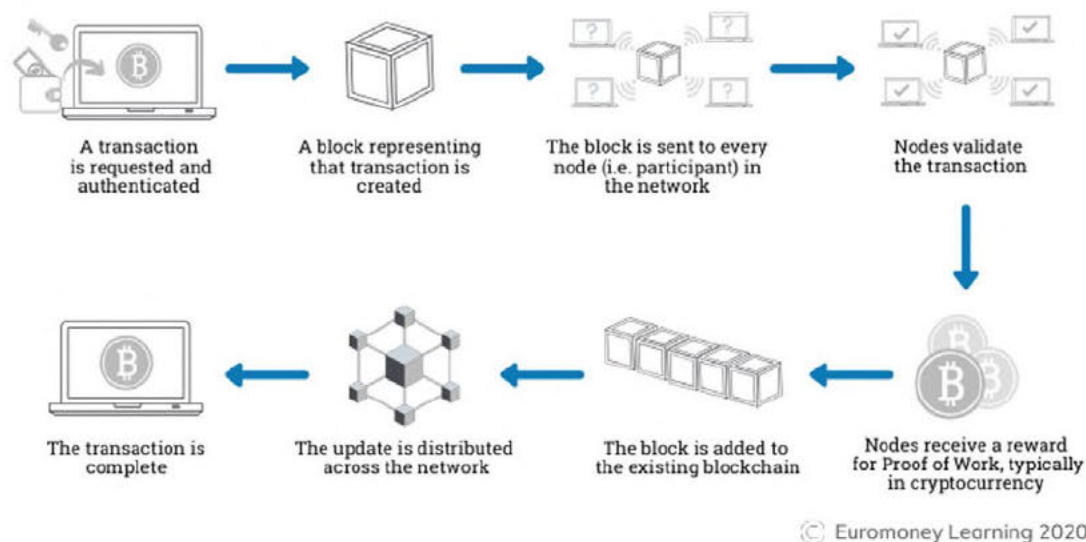 A transaction
is requested and
authenticated
A block representing
that transaction is
created
The block is sent to every
node (i.e. participant) in
the network
Nodes validate
the transaction
Nodes receive a reward
for Proof of Work, typically
in cryptocurrency
The block is added to
the existing blockchain
The update is distributed
across the network
The transaction is
complete
© Euromoney Learning 2020